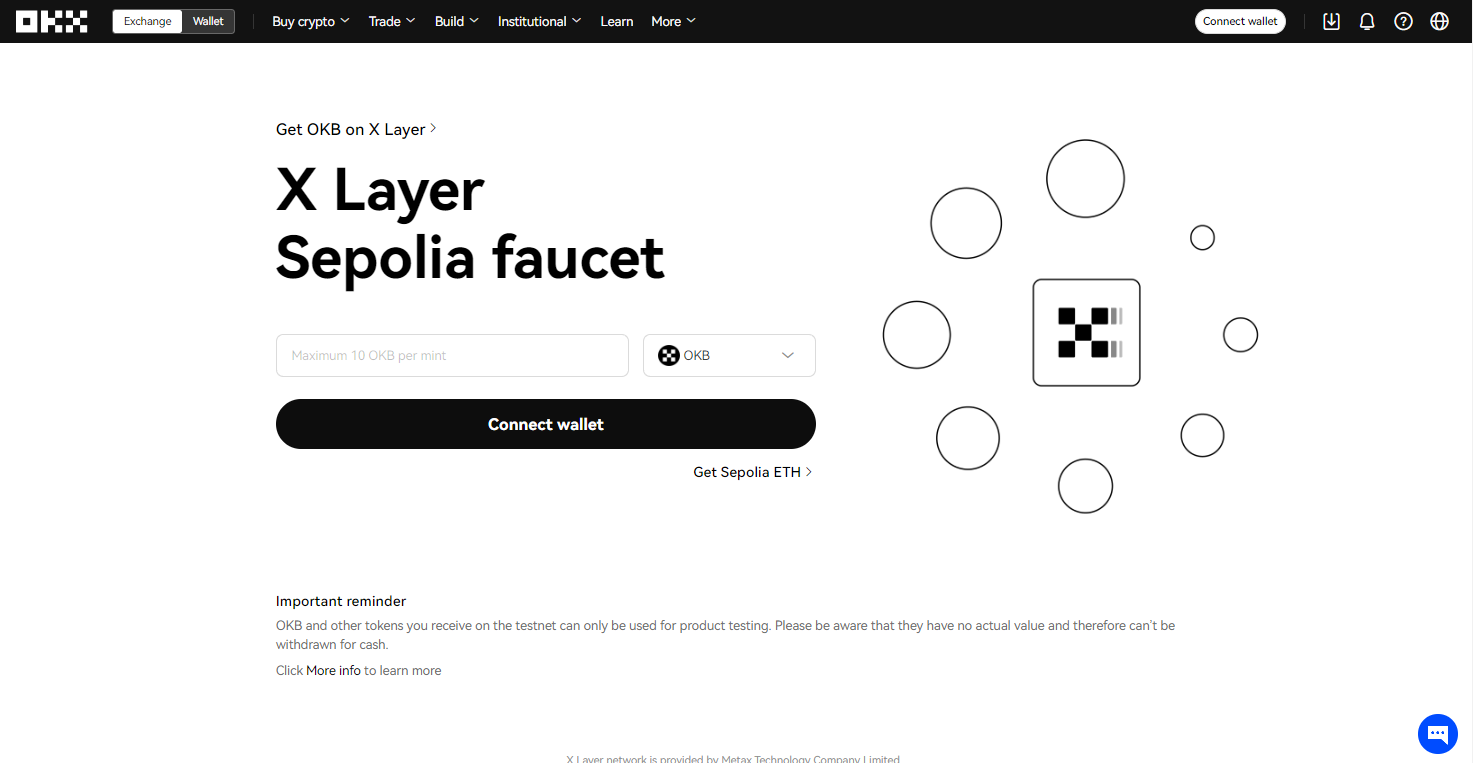 OKX
Exchange
Wallet
Buy crypto
Trade
Build
Institutional
Learn
More
Connect wallet
Get OKB on X Layer
X Layer
Sepolia faucet
Maximum 10 OKB per mint
OKB
Connect wallet
Get Sepolia ETH
Important reminder
OKB and other tokens you receive on the testnet can only be used for product testing. Please be aware that they have no actual value and therefore can't be
withdrawn for cash.
Click More info to learn more
X Layer network is provided by Metax Technology Company Limited